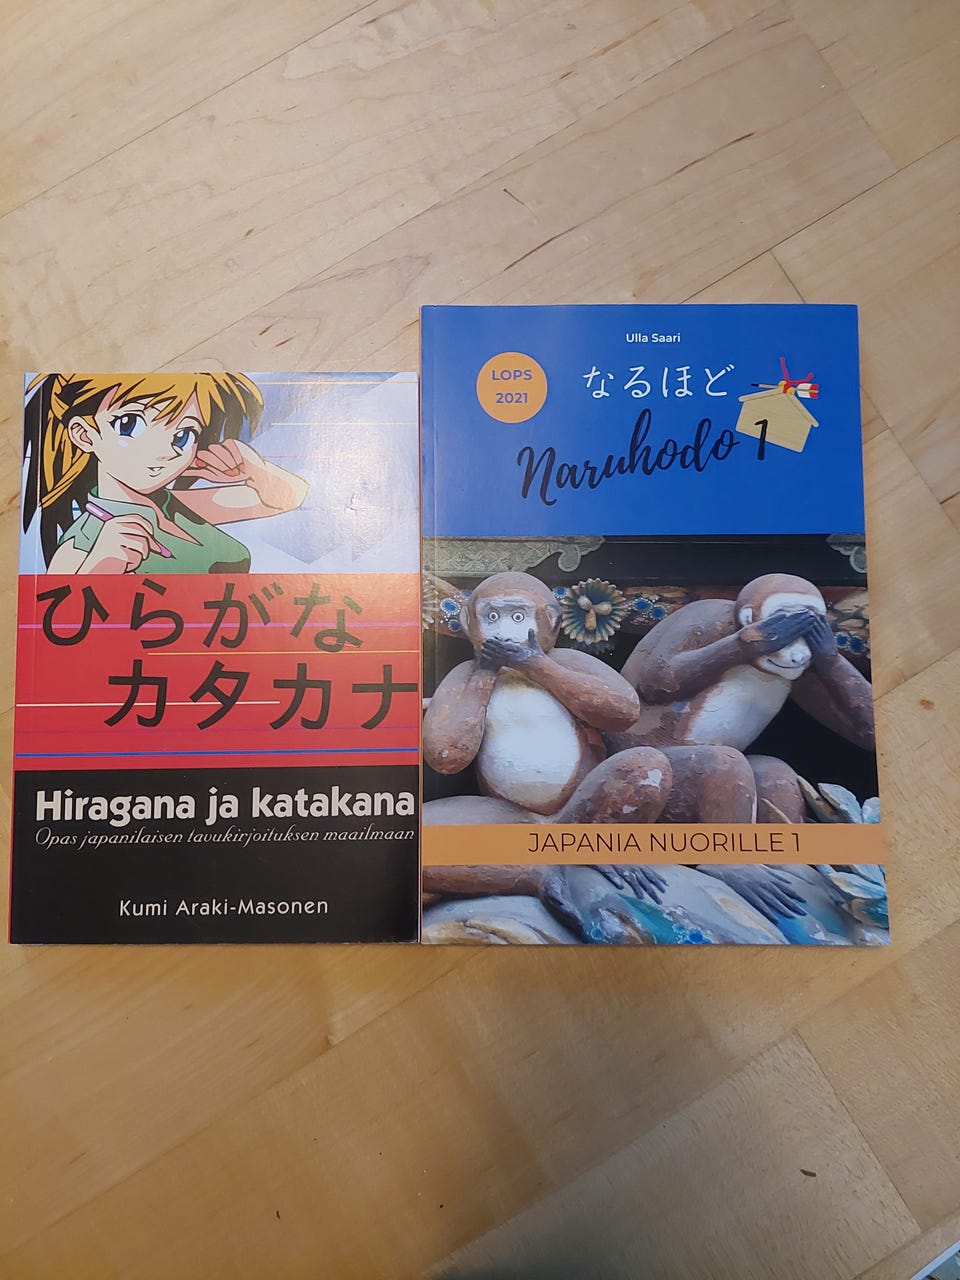 ひらがな
カタカナ
Hiragana ja katakana
Opas japanilaisen tavukirjoituksen maailmaan
Kumi Araki-Masonen
Ulla Saari
LOPS
2021
なるほど
Naruhodo 1
JAPANIA NUORILLE 1